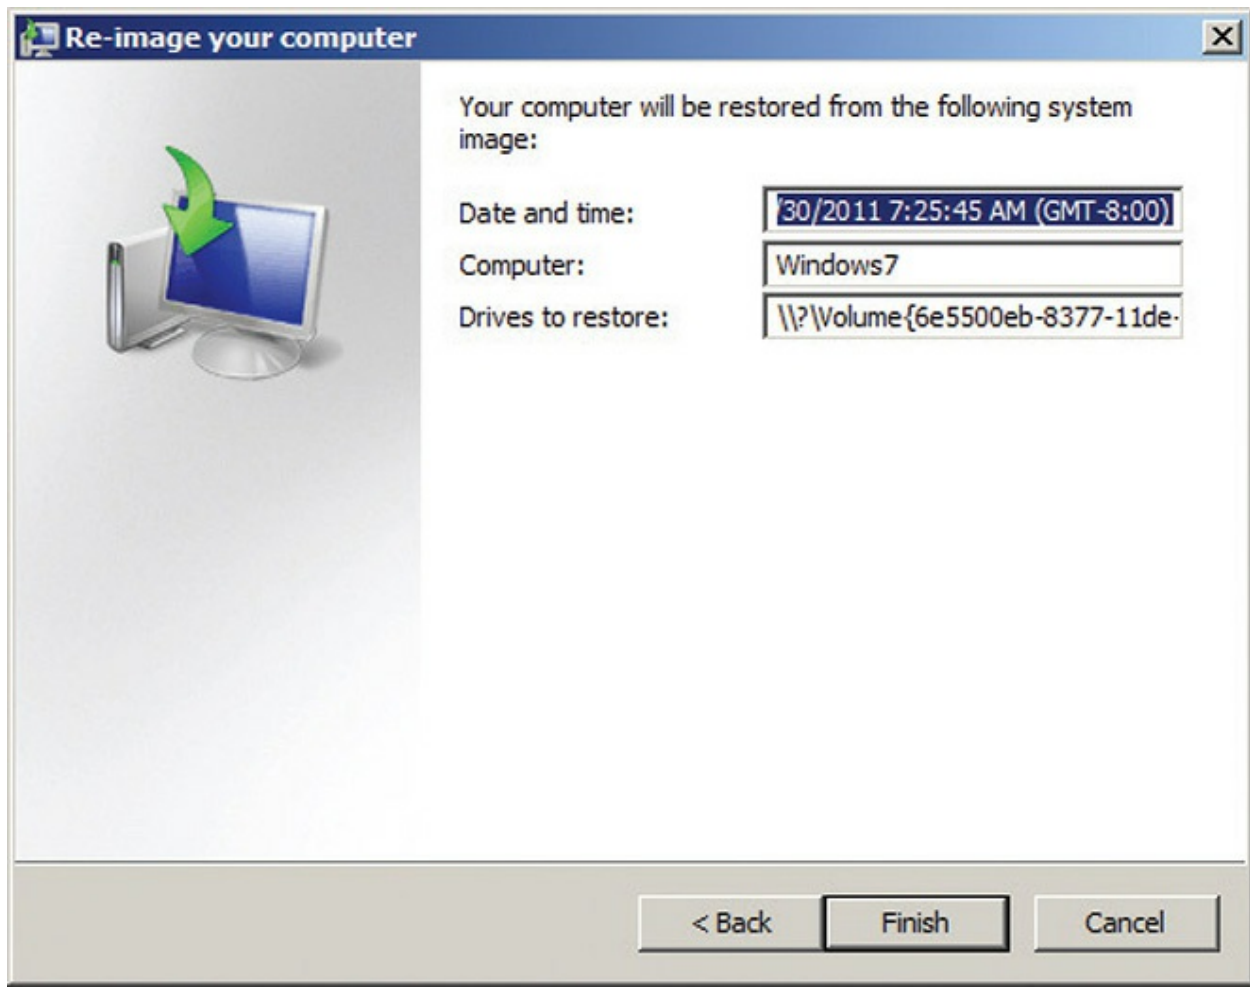 Re-image your computer
Your computer will be restored from the following system
image:
Date and time: /30/2011 7:25:45 AM (GMT-8:00)
Computer: Windows7
Drives to restore: \\?\Volume{6e5500eb-8377-11de-
< Back Finish Cancel